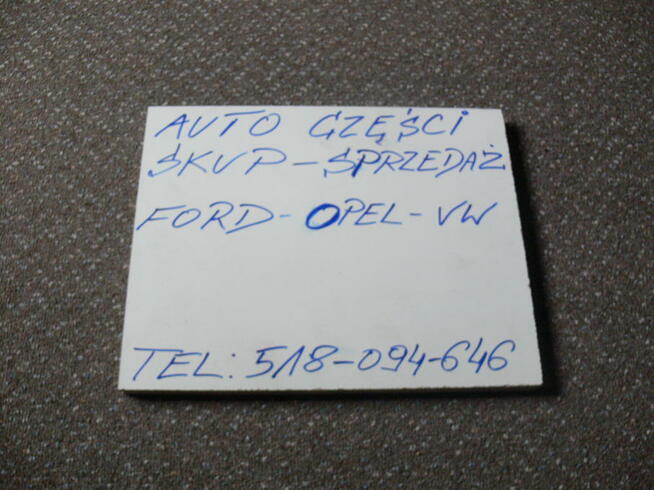 AUTO CZĘŚCI
SKUP-SPRZEDAŻ
FORD-OPEL-VW
TEL: 518-094-646